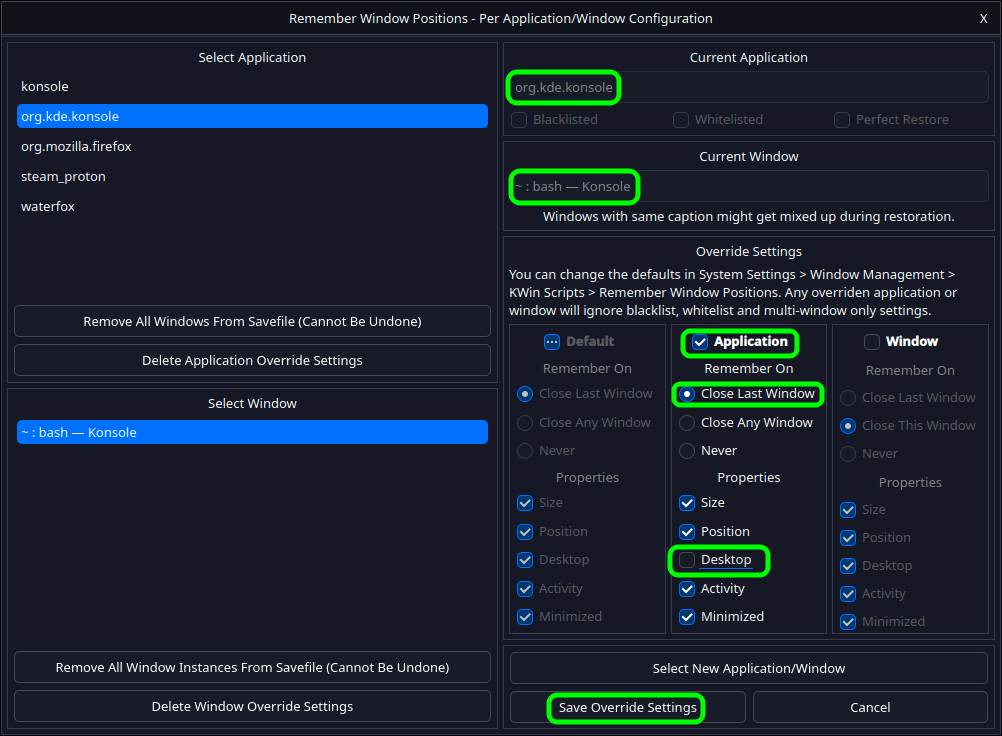 Remember Window Positions - Per Application/Window Configuration
X
Select Application
konsole
org.kde.konsole
org.mozilla.firefox
steam_proton
waterfox
Remove All Windows From Savefile (Cannot Be Undone)
Delete Application Override Settings
Select Window
~ : bash — Konsole
Remove All Window Instances From Savefile (Cannot Be Undone)
Delete Window Override Settings
Current Application
org.kde.konsole
Blacklisted
Whitelisted
Perfect Restore
Current Window
~ : bash — Konsole
Windows with same caption might get mixed up during restoration.
Override Settings
You can change the defaults in System Settings > Window Management >
KWin Scripts > Remember Window Positions. Any overriden application or
window will ignore blacklist, whitelist and multi-window only settings.
Default
Remember On
Close Last Window
Close Any Window
Never
Properties
Size
Position
Desktop
Activity
Minimized
Application
Remember On
Close Last Window
Close Any Window
Never
Properties
Size
Position
Desktop
Activity
Minimized
Window
Remember On
Close Last Window
Close This Window
Never
Properties
Size
Position
Desktop
Activity
Minimized
Select New Application/Window
Save Override Settings
Cancel